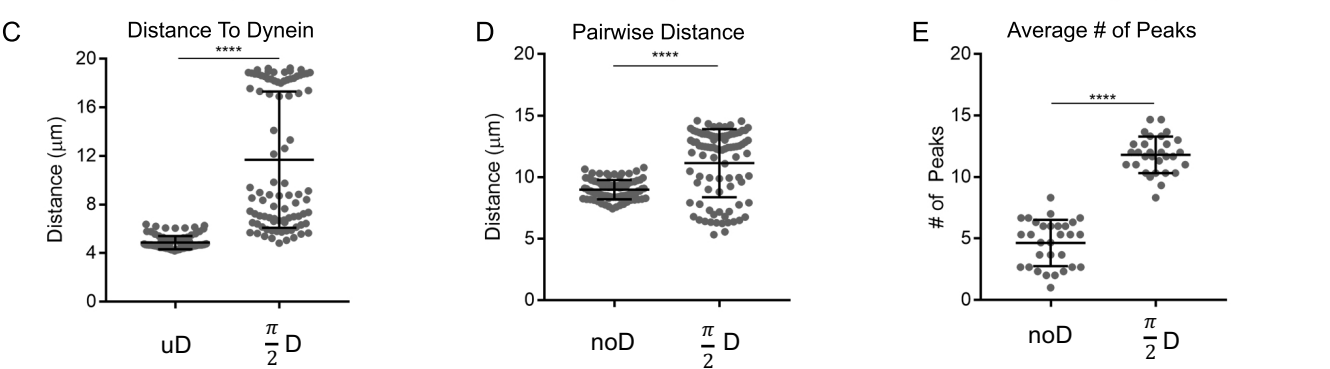 C
Distance To Dynein
****
Distance (μm)
20
16
12
8
4
0
uD
π/2 D
D
Pairwise Distance
****
Distance (μm)
20
15
10
5
0
noD
π/2 D
E
Average # of Peaks
****
# of Peaks
20
15
10
5
0
noD
π/2 D